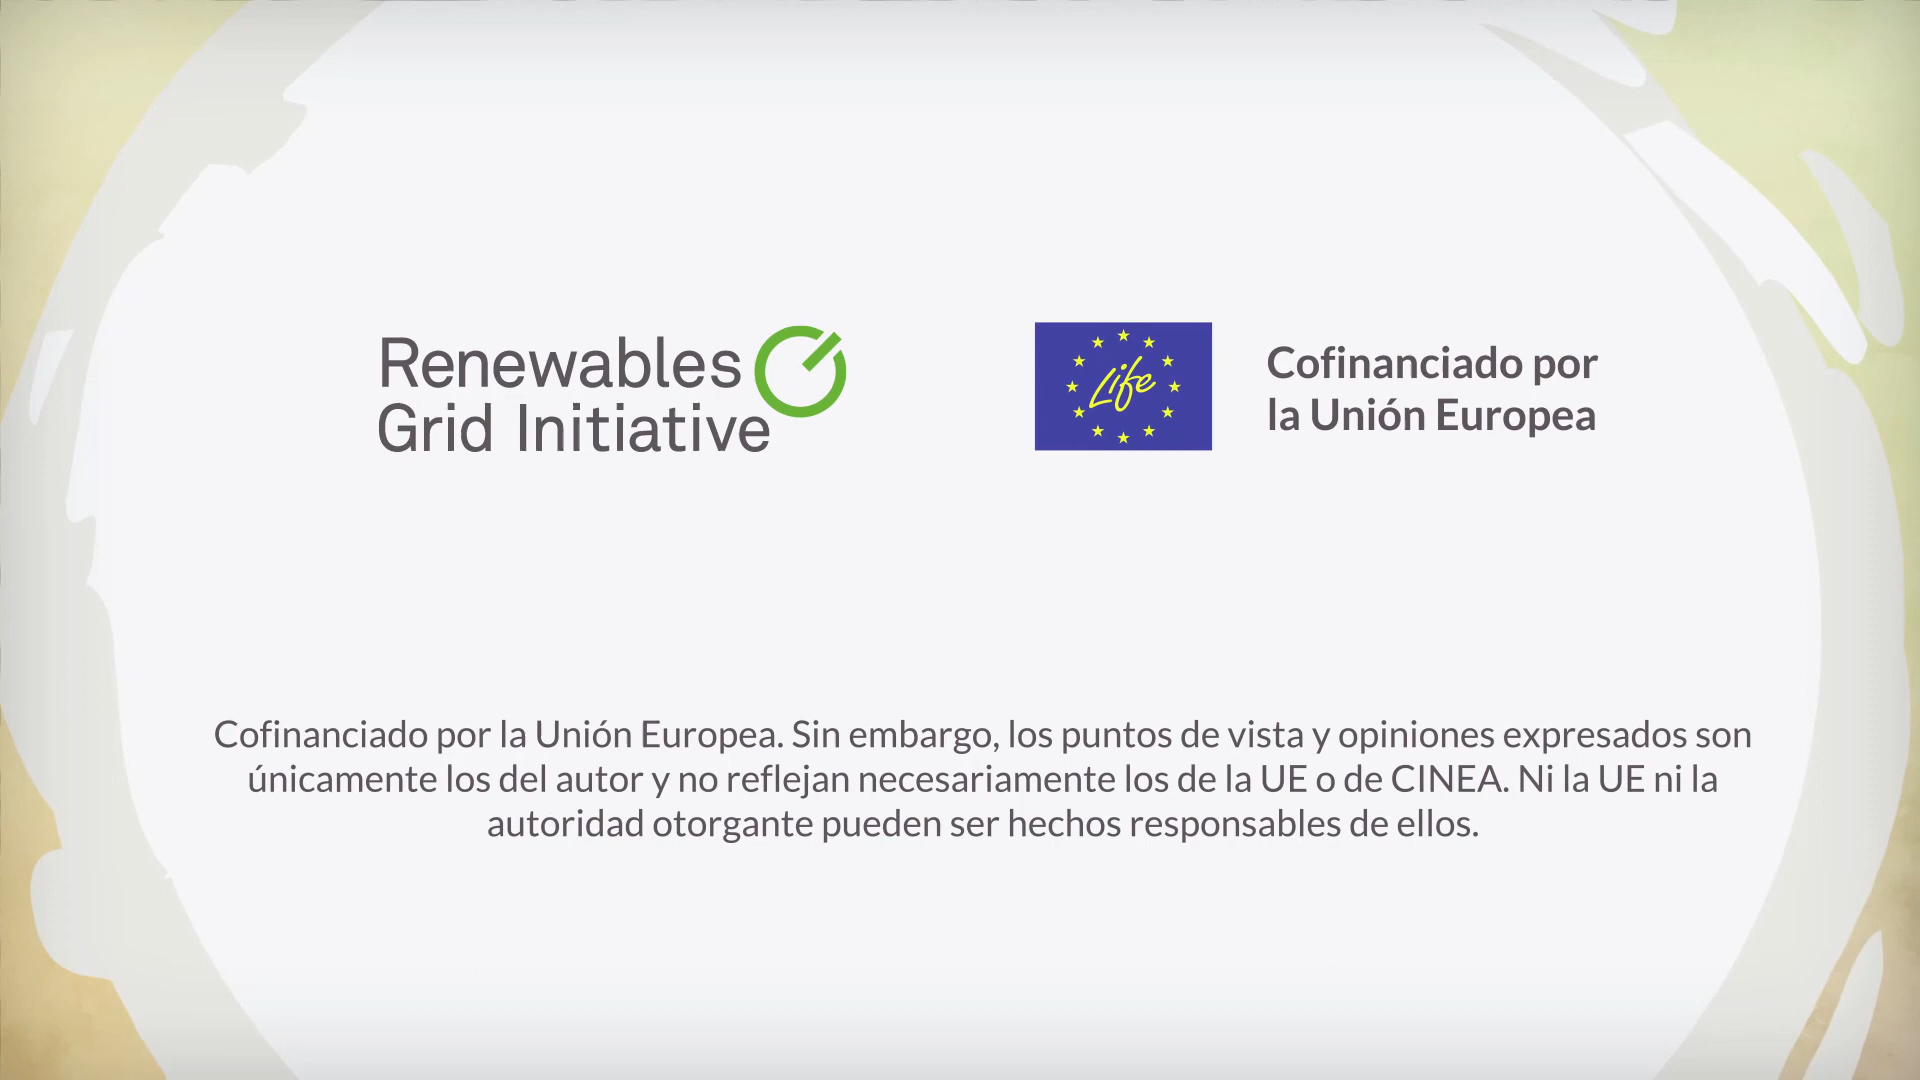 Renewables
Grid Initiative
Life
Cofinanciado por
la Unión Europea
Cofinanciado por la Unión Europea. Sin embargo, los puntos de vista y opiniones expresados son
únicamente los del autor y no reflejan necesariamente los de la UE o de CINEA. Ni la UE ni la
autoridad otorgante pueden ser hechos responsables de ellos.